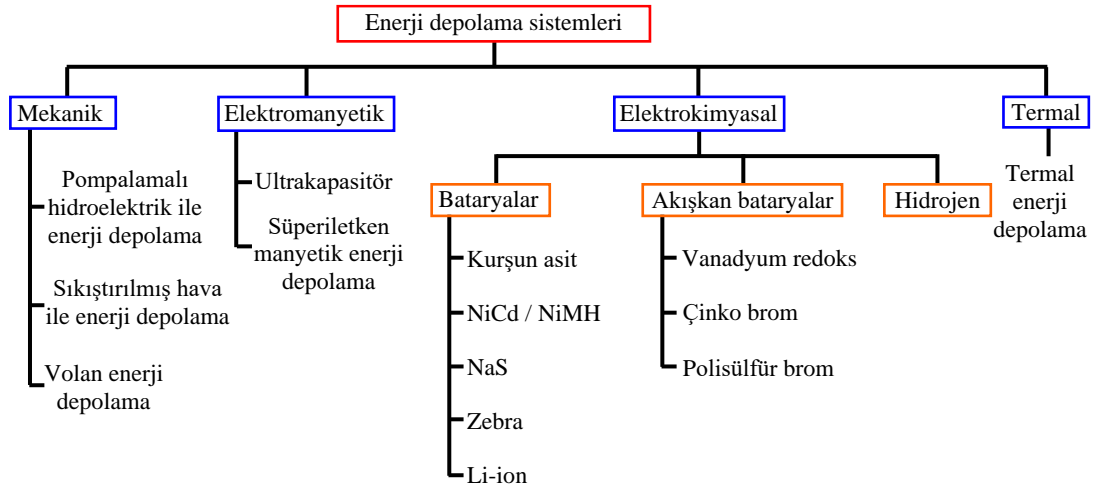 Enerji depolama sistemleri
Mekanik
Elektromanyetik
Elektrokimyasal
Termal
Pompalamalı
hidroelektrik ile
enerji depolama
Sıkıştırılmış hava
ile enerji depolama
Volan enerji
depolama
Ultrakapasitör
Süperiletken
manyetik enerji
depolama
Bataryalar
Kurşun asit
NiCd / NiMH
NaS
Zebra
Li-ion
Akışkan bataryalar
Vanadyum redoks
Çinko brom
Polisülfür brom
Hidrojen
Termal
enerji
depolama